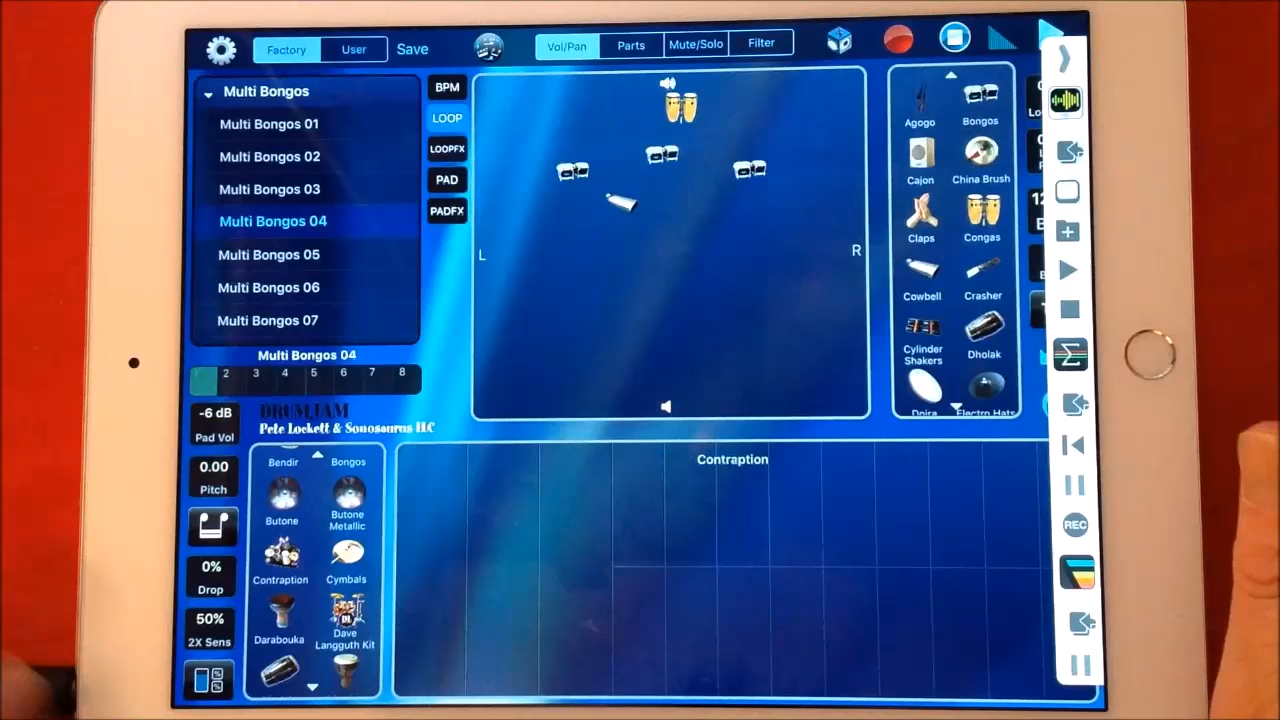 Factory
User
Save
Vol/Pan
Parts
Mute/Solo
Filter
Multi Bongos
Multi Bongos 01
Multi Bongos 02
Multi Bongos 03
Multi Bongos 04
Multi Bongos 05
Multi Bongos 06
Multi Bongos 07
BPM
LOOP
LOOPFX
PAD
PADFX
L
R
Agogo
Bongos
Cajon
China Brush
Claps
Congas
Cowbell
Crasher
Cylinder
Shakers
Dholak
Doira
Electro Hats
Multi Bongos 04
2 3 4 5 6 7 8
DRUMJAM
Pete Lockett & Sonosaurus LLC
-6 dB
Pad Vol
0.00
Pitch
0%
Drop
50%
2X Sens
Bendir
Bongos
Butone
Butone
Metallic
Contraption
Cymbals
Darabouka
Dave
Langguth Kit
Contraption
REC